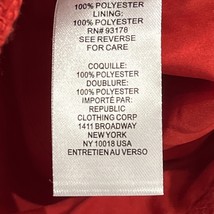 100% POLYESTER
LINING:
100% POLYESTER
RN# 93178
SEE REVERSE
FOR CARE
COQUILLE:
100% POLYESTER
DOUBLURE:
100% POLYESTER
IMPORTÉ PAR:
REPUBLIC
CLOTHING CORP
1411 BROADWAY
NEW YORK
NY 10018 USA
ENTRETIEN AU VERSO